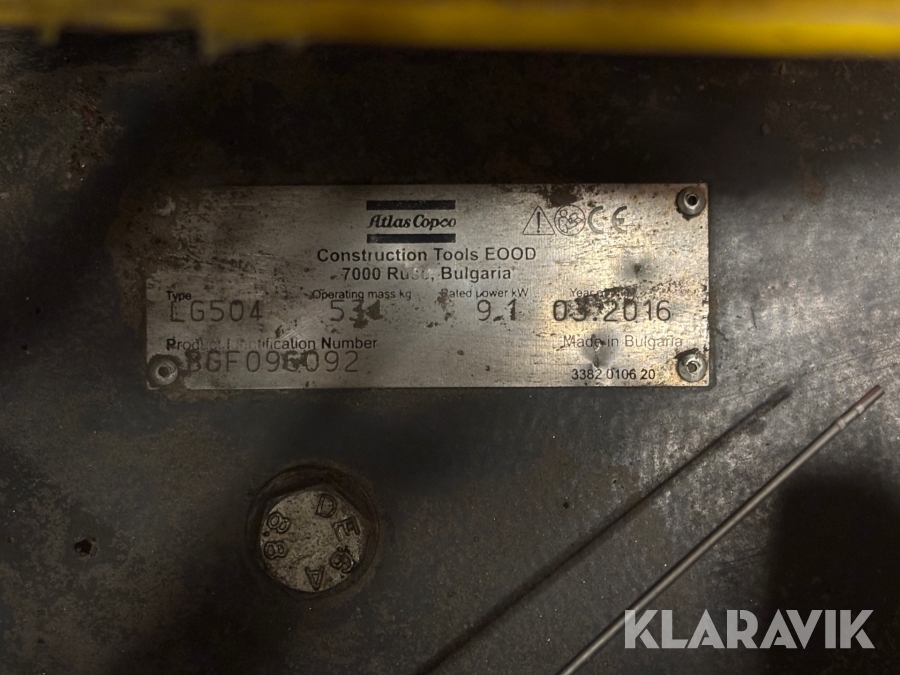 Atlas Copco
CE
Construction Tools EOOD
7000 Ruse, Bulgaria
Type Operating mass kg Rated power kW
LG504 9.1 03.2016
Product Identification Number Made in Bulgaria
3382 0106 20
8.8
KLARAVIK